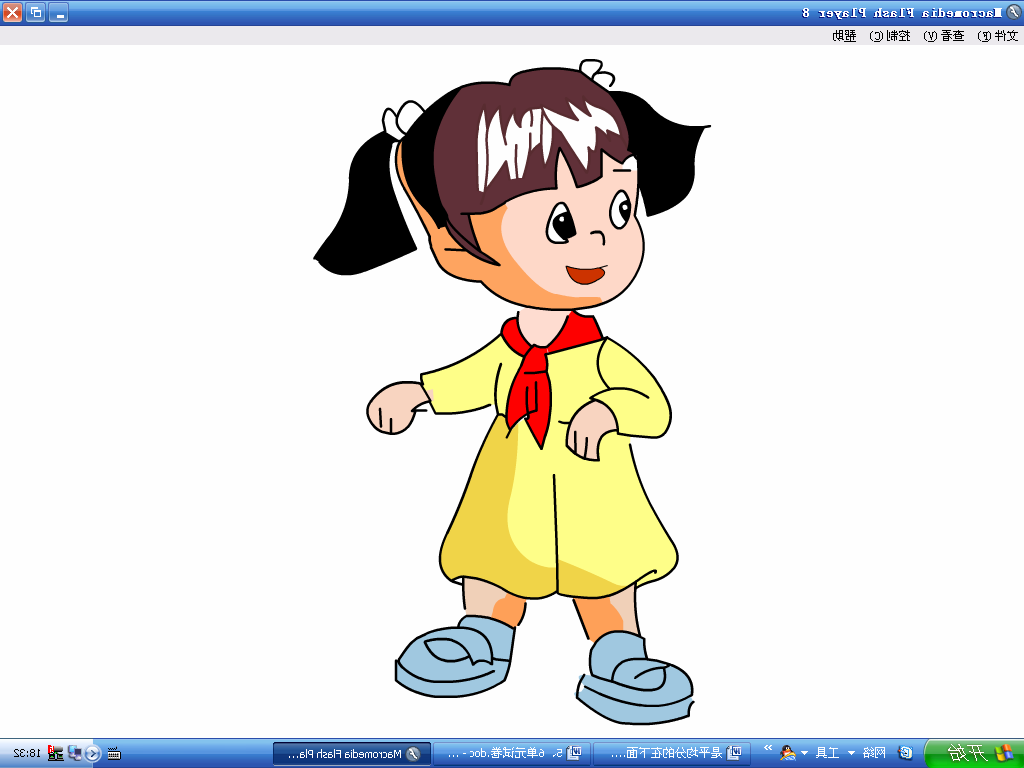 Macromedia Flash Player 8
文件(F) 查看(V) 控制(C) 帮助
开始 网络 工具 » 是平均分的在下面.... 5、6单元试卷.doc - ... Macromedia Flash Pla... 18:32